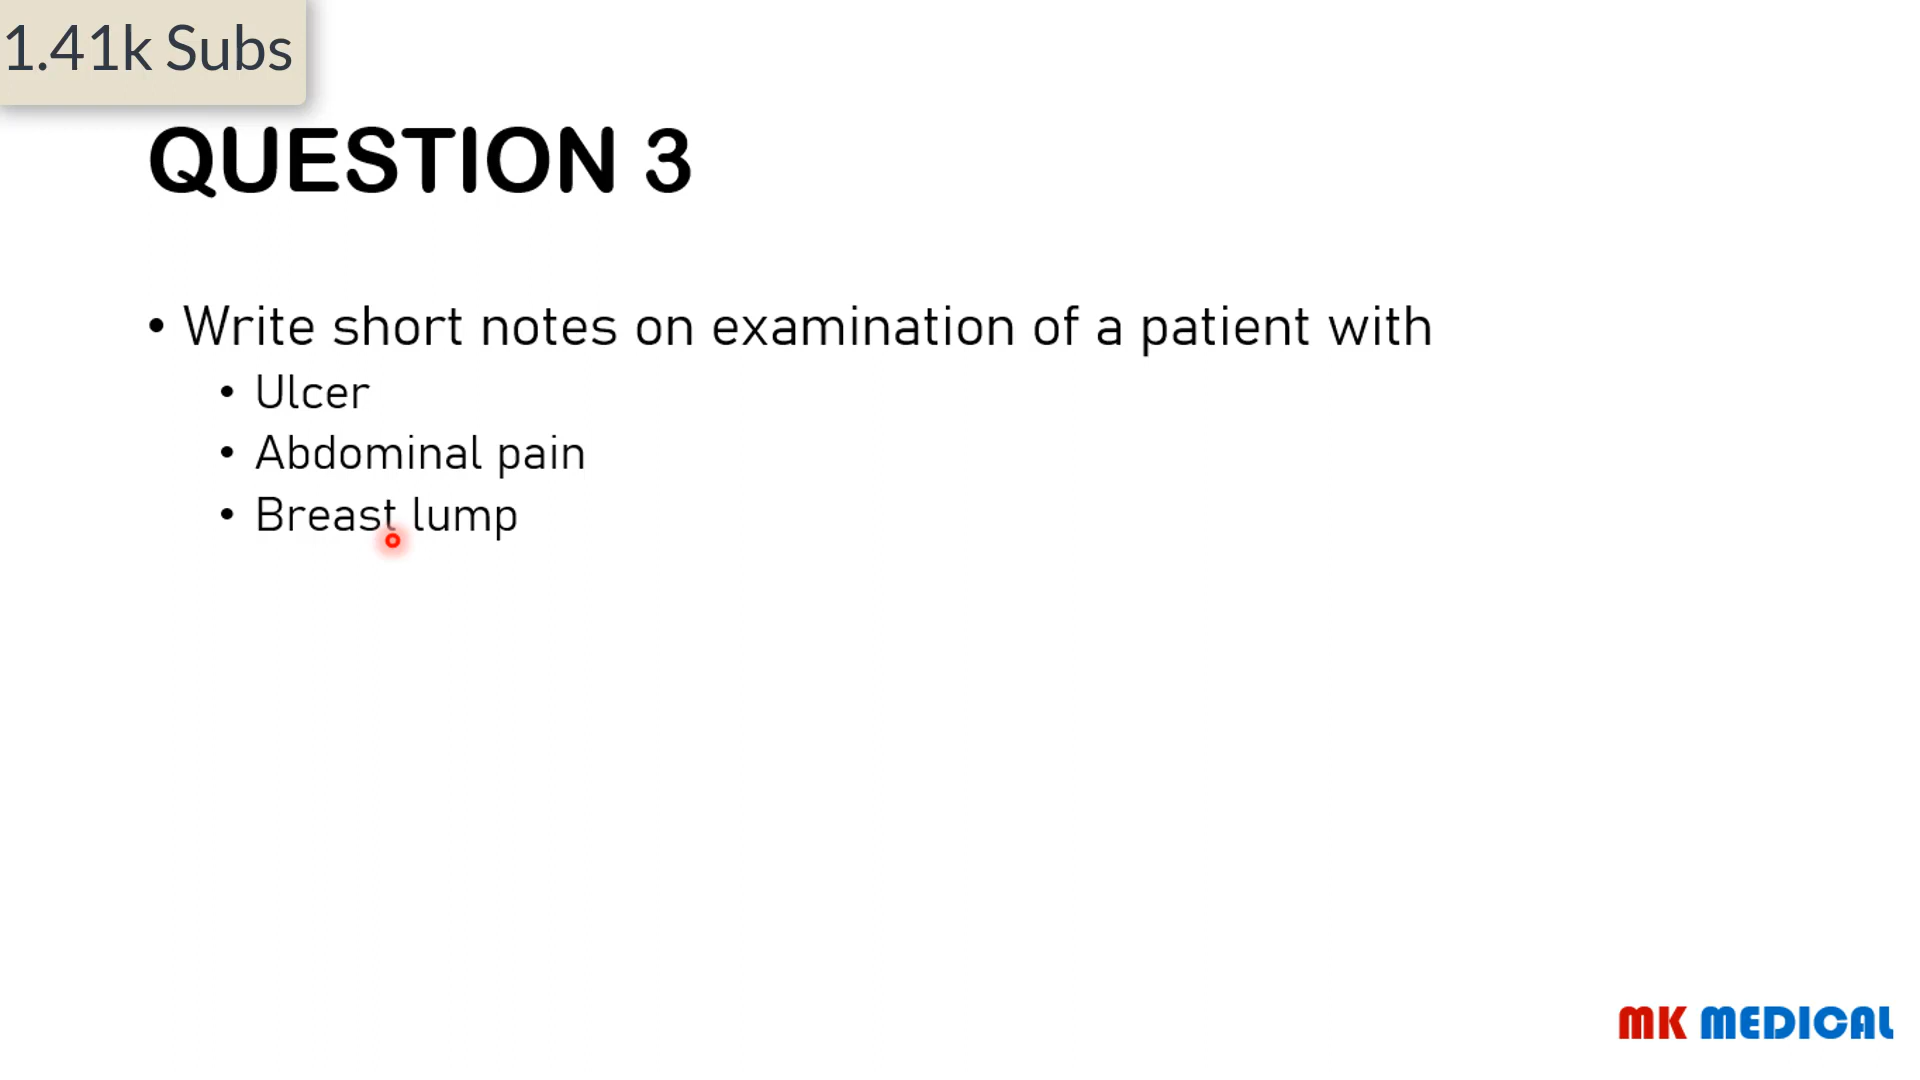 1.41k Subs
QUESTION 3
• Write short notes on examination of a patient with
• Ulcer
• Abdominal pain
• Breast lump
MK MEDICAL